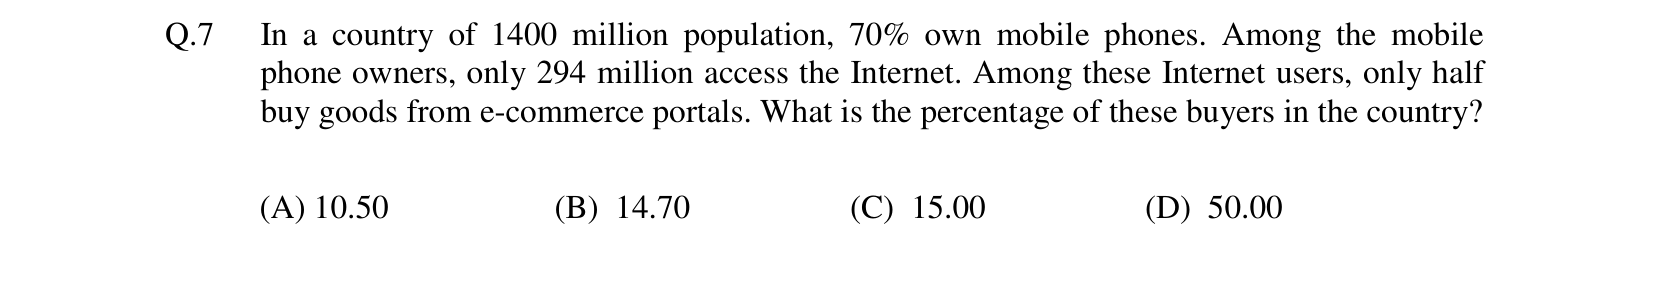 Q.7 In a country of 1400 million population, 70% own mobile phones. Among the mobile
phone owners, only 294 million access the Internet. Among these Internet users, only half
buy goods from e-commerce portals. What is the percentage of these buyers in the country?
(A) 10.50 (B) 14.70 (C) 15.00 (D) 50.00